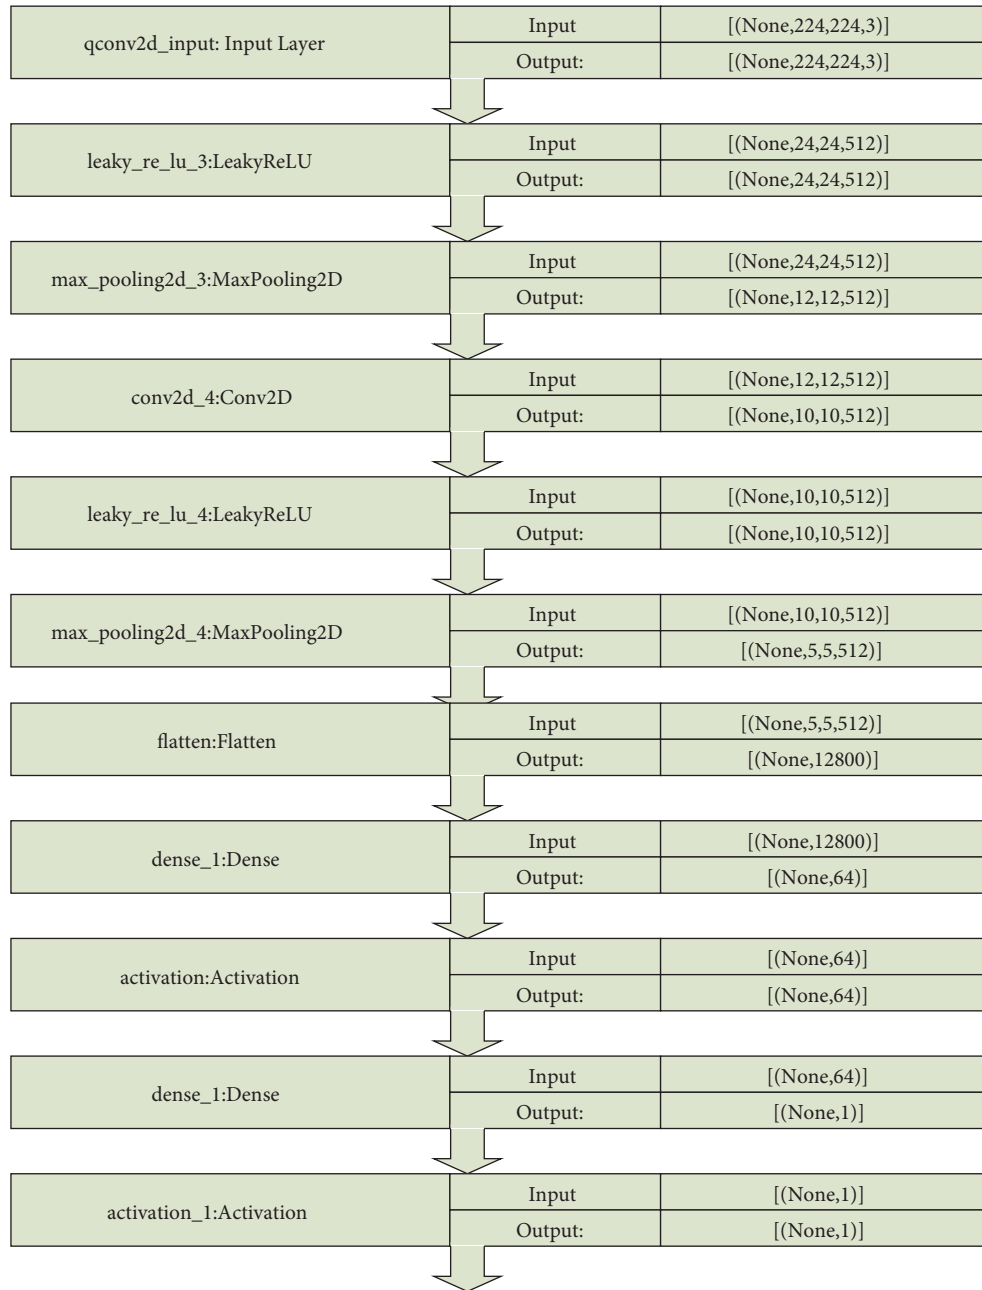 qconv2d_input: Input Layer
Input [(None,224,224,3)]
Output: [(None,224,224,3)]
leaky_re_lu_3:LeakyReLU
Input [(None,24,24,512)]
Output: [(None,24,24,512)]
max_pooling2d_3:MaxPooling2D
Input [(None,24,24,512)]
Output: [(None,12,12,512)]
conv2d_4:Conv2D
Input [(None,12,12,512)]
Output: [(None,10,10,512)]
leaky_re_lu_4:LeakyReLU
Input [(None,10,10,512)]
Output: [(None,10,10,512)]
max_pooling2d_4:MaxPooling2D
Input [(None,10,10,512)]
Output: [(None,5,5,512)]
flatten:Flatten
Input [(None,5,5,512)]
Output: [(None,12800)]
dense_1:Dense
Input [(None,12800)]
Output: [(None,64)]
activation:Activation
Input [(None,64)]
Output: [(None,64)]
dense_1:Dense
Input [(None,64)]
Output: [(None,1)]
activation_1:Activation
Input [(None,1)]
Output: [(None,1)]